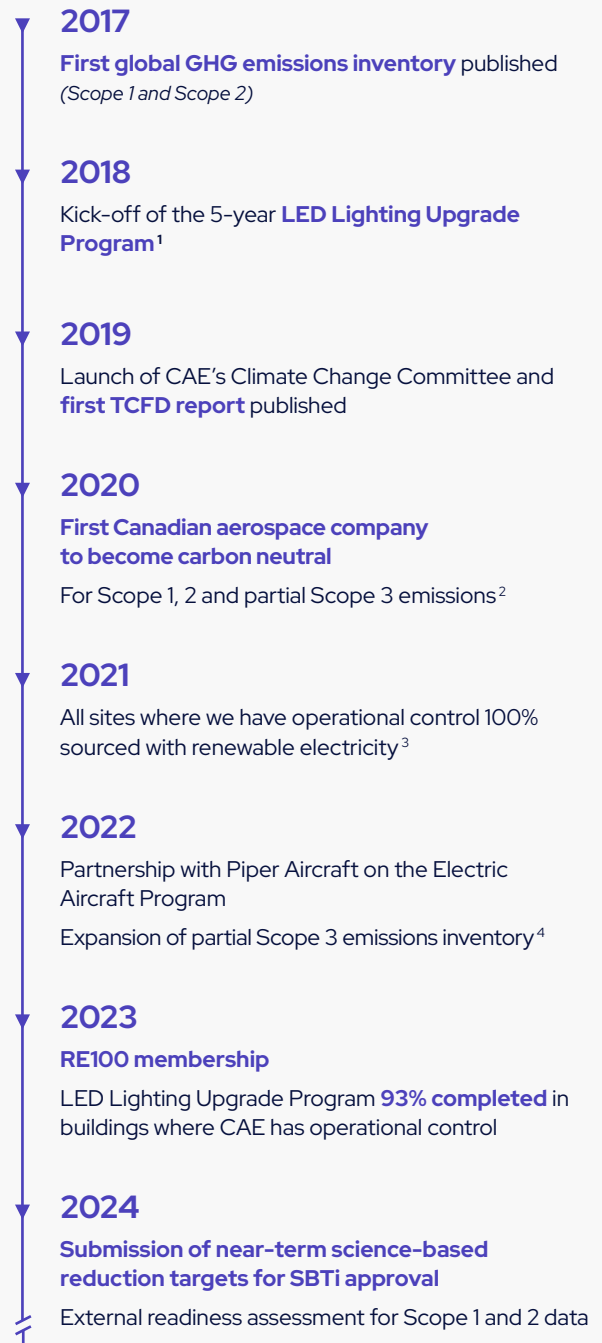 2017
First global GHG emissions inventory published
(Scope 1 and Scope 2)
2018
Kick-off of the 5-year LED Lighting Upgrade
Program¹
2019
Launch of CAE’s Climate Change Committee and
first TCFD report published
2020
First Canadian aerospace company
to become carbon neutral
For Scope 1, 2 and partial Scope 3 emissions²
2021
All sites where we have operational control 100%
sourced with renewable electricity³
2022
Partnership with Piper Aircraft on the Electric
Aircraft Program
Expansion of partial Scope 3 emissions inventory⁴
2023
RE100 membership
LED Lighting Upgrade Program 93% completed in
buildings where CAE has operational control
2024
Submission of near-term science-based
reduction targets for SBTi approval
External readiness assessment for Scope 1 and 2 data